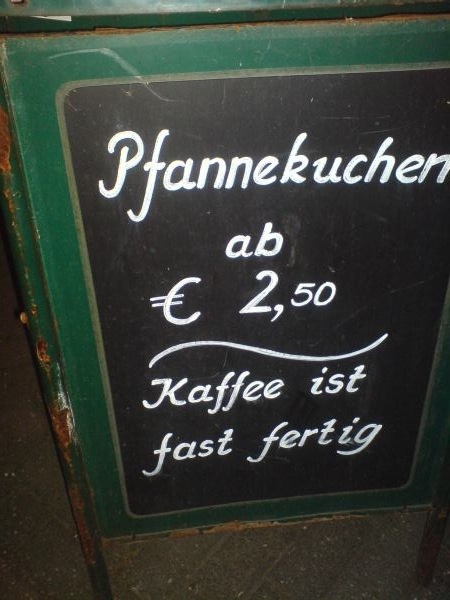 Pfannekuchen
ab
€ 2,50
Kaffee ist
fast fertig